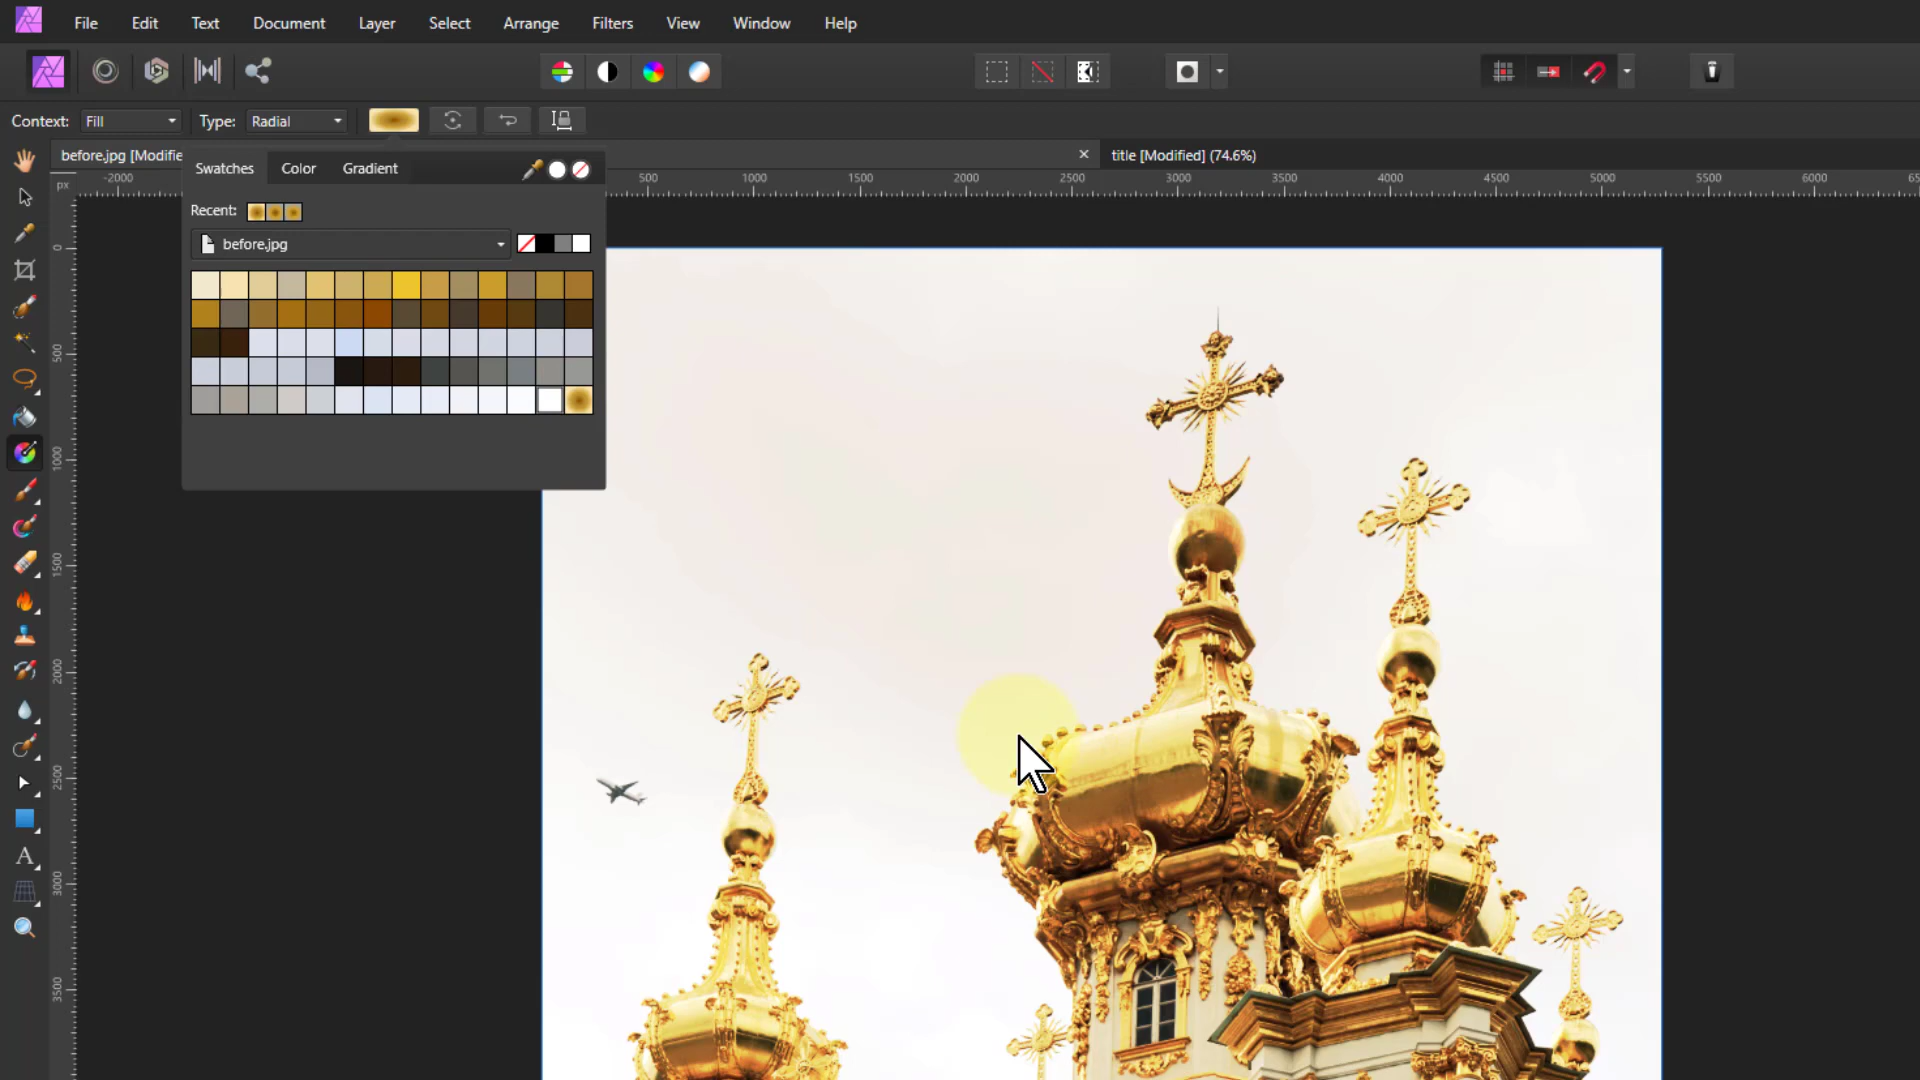 File Edit Text Document Layer Select Arrange Filters View Window Help
Context: Fill Type: Radial
before.jpg [Modifie
title [Modified] (74.6%)
Swatches Color Gradient
px -2000 500 1000 1500 2000 2500 3000 3500 4000 4500 5000 5500 6000 65
Recent:
before.jpg
0
500
1000
1500
2000
2500
3000
3500
A